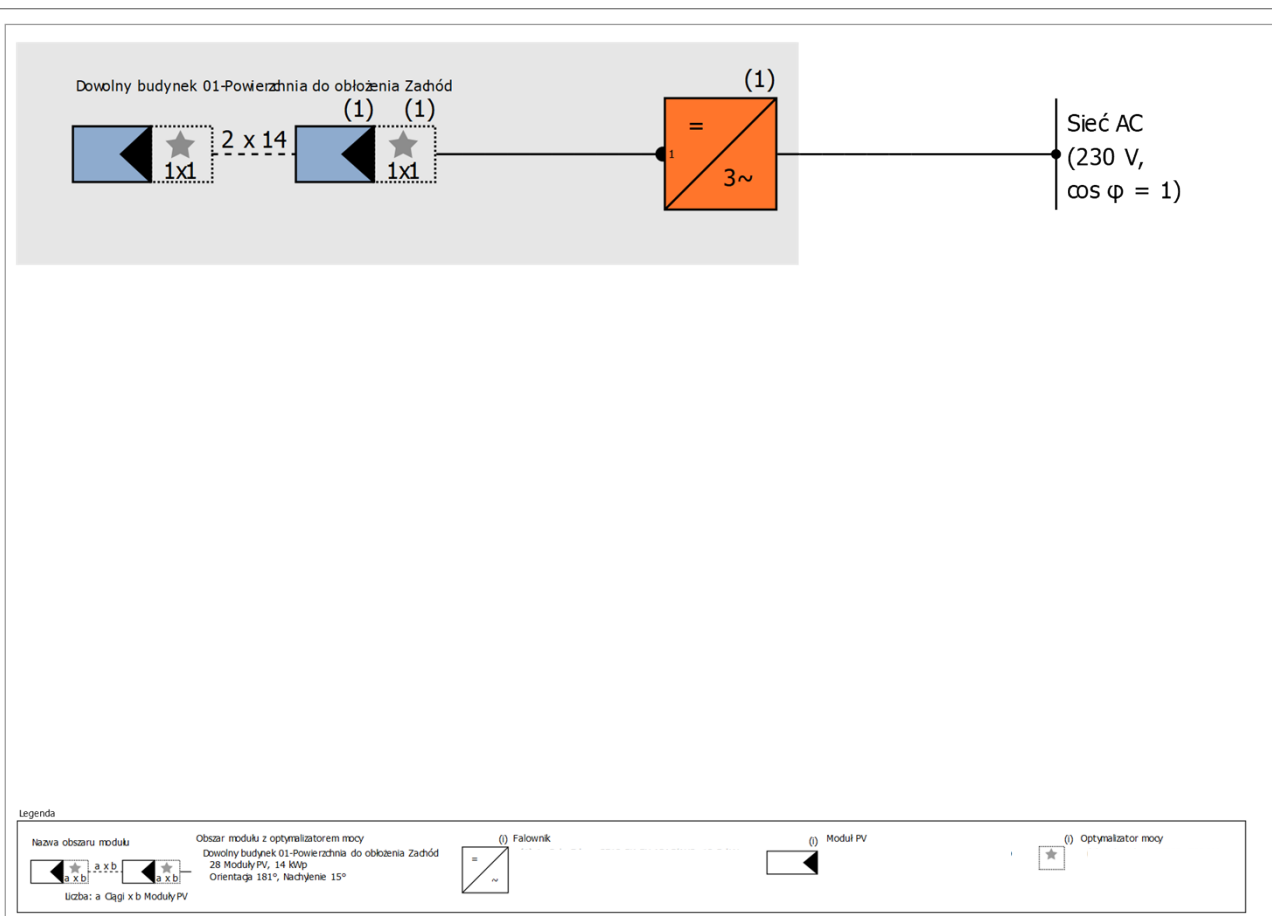 Dowolny budynek 01-Powierzchnia do obłożenia Zachód
(1) (1)
(1)
2 x 14
1x1
1x1
=
1
3~
Sieć AC
(230 V,
cos φ = 1)
Legenda
Nazwa obszaru modułu
a x b
a x b
a x b
Liczba: a Ciągi x b Moduły PV
Obszar modułu z optymalizatorem mocy
Dowolny budynek 01-Powierzchnia do obłożenia Zachód
28 Moduły PV, 14 kWp
Orientacja 181°, Nachylenie 15°
(i) Falownik
=
~
(i) Moduł PV
(i) Optymalizator mocy